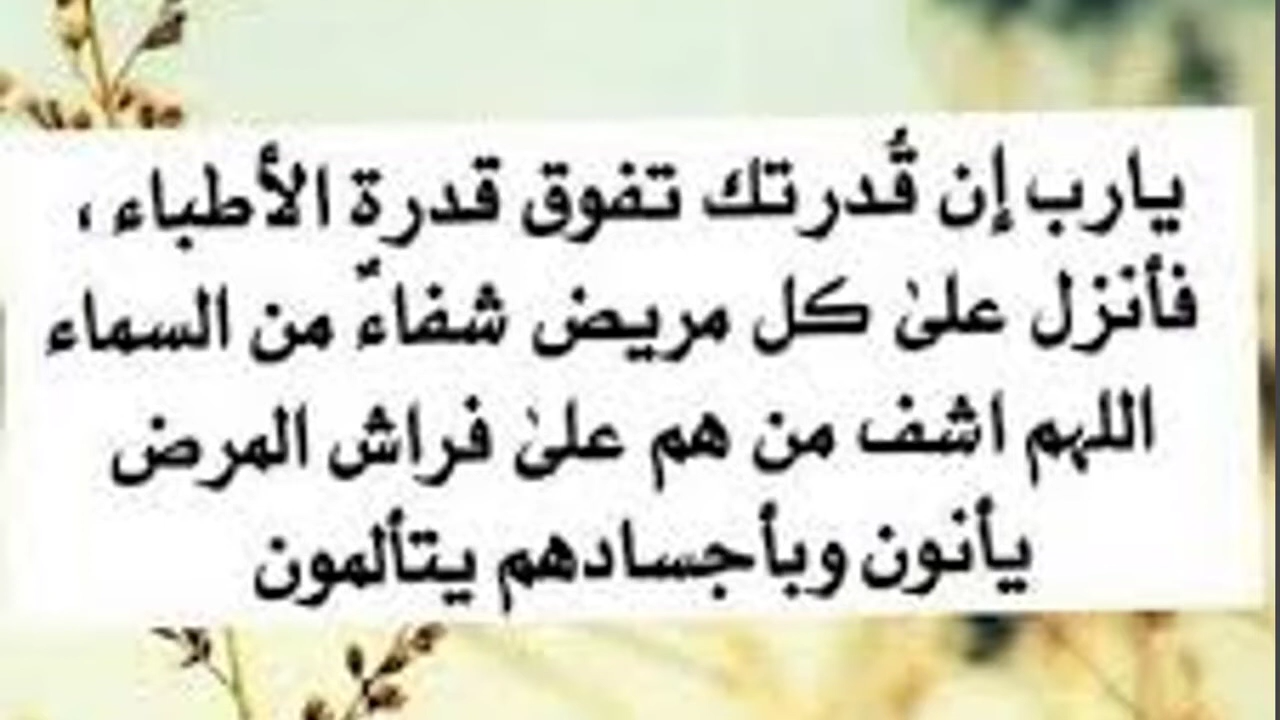 يارب إن قُدرتك تفوق قدرة الأطباء ،
فأنزل علىٰ كل مريض شفاءٌ من السماء
اللهم اشف من هم علىٰ فراش المرض
يأنون وبأجسادهم يتألمون